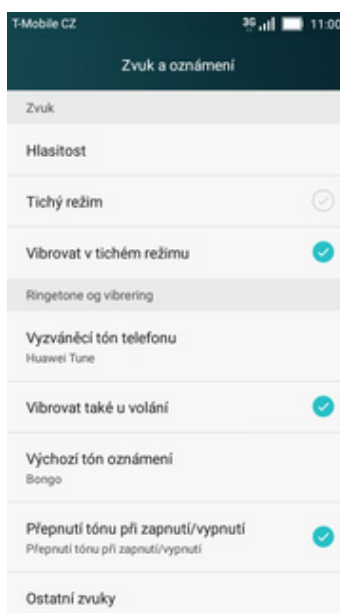 T-Mobile CZ 3G 11:00
Zvuk a oznámení
Zvuk
Hlasitost
Tichý režim
Vibrovat v tichém režimu
Ringetone og vibrering
Vyzváněcí tón telefonu
Huawei Tune
Vibrovat také u volání
Výchozí tón oznámení
Bongo
Přepnutí tónu při zapnutí/vypnutí
Přepnutí tónu při zapnutí/vypnutí
Ostatní zvuky